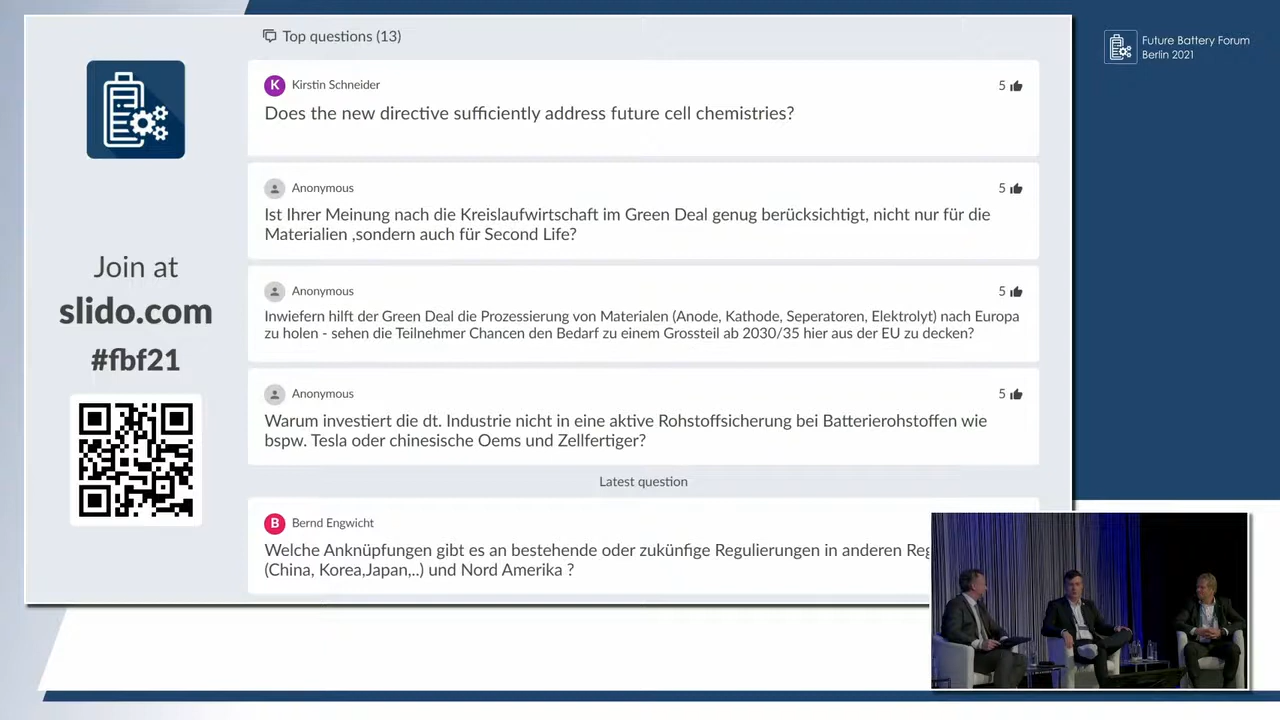 Top questions (13)
Future Battery Forum
Berlin 2021
K
Kirstin Schneider
5
Does the new directive sufficiently address future cell chemistries?
Anonymous
5
Ist Ihrer Meinung nach die Kreislaufwirtschaft im Green Deal genug berücksichtigt, nicht nur für die
Materialien ,sondern auch für Second Life?
Join at
slido.com
#fbf21
Anonymous
5
Inwiefern hilft der Green Deal die Prozessierung von Materalen (Anode, Kathode, Seperatoren, Elektrolyt) nach Europa
zu holen - sehen die Teilnehmer Chancen den Bedarf zu einem Grossteil ab 2030/35 hier aus der EU zu decken?
Anonymous
5
Warum investiert die dt. Industrie nicht in eine aktive Rohstoffsicherung bei Batterierohstoffen wie
bspw. Tesla oder chinesische Oems und Zellfertiger?
Latest question
B
Bernd Engwicht
Welche Anknüpfungen gibt es an bestehende oder zukünfige Regulierungen in anderen Reg
(China, Korea,Japan,..) und Nord Amerika ?